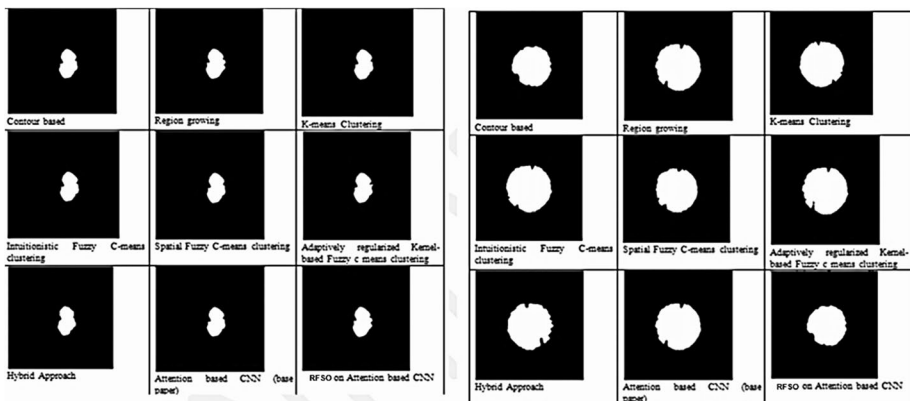 Contour based
Region growing
K-means Clustering
Intuitionistic Fuzzy C-means
clustering
Spatial Fuzzy C-means clustering
Adaptively regularized Kernel-
based Fuzzy c means clustering
Hybrid Approach
Attention based CNN (base
paper)
RFSO on Attention based CNN
Contour based
Region growing
K-means Clustering
Intuitionistic Fuzzy C-means
clustering
Spatial Fuzzy C-means clustering
Adaptively regularized Kernel-
based Fuzzy c means clustering
Hybrid Approach
Attention based CNN (base
paper)
RFSO on Attention based CNN